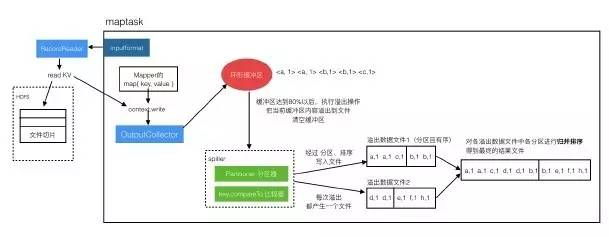 maptask
RecordReader
inputformat
read KV
HDFS
文件切片
Mapper的
map( key, value )
context.write
OutputCollector
环形缓冲区
<a, 1> <a, 1> <b,1> <b,1> <c,1>
缓冲区达到80%以后，执行溢出操作
把当前缓冲区内容溢出到文件
清空缓冲区
spiller
Partitioner 分区器
key.compareTo 比较器
经过 分区、排序
写入文件
每次溢出
都产生一个文件
溢出数据文件1（分区且有序）
a,1 a,1 c,1 b,1 b,1
溢出数据文件2
d,1 d,1 e,1 f,1 h,1
对各溢出数据文件中各分区进行归并排序
得到最终的结果文件
a,1 a,1 c,1 d,1 d,1 b,1 b,1 e,1 f,1 h,1